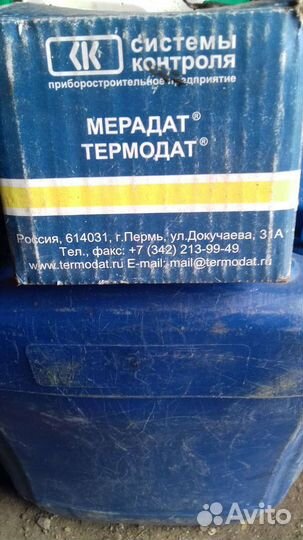 СК
системы
контроля
приборостроительное предприятие
МЕРАДАТ®
ТЕРМОДАТ®
Россия, 614031, г.Пермь, ул.Докучаева, 31А
Тел., факс: +7 (342) 213-99-49
www.termodat.ru E-mail: mail@termodat.ru
Avito